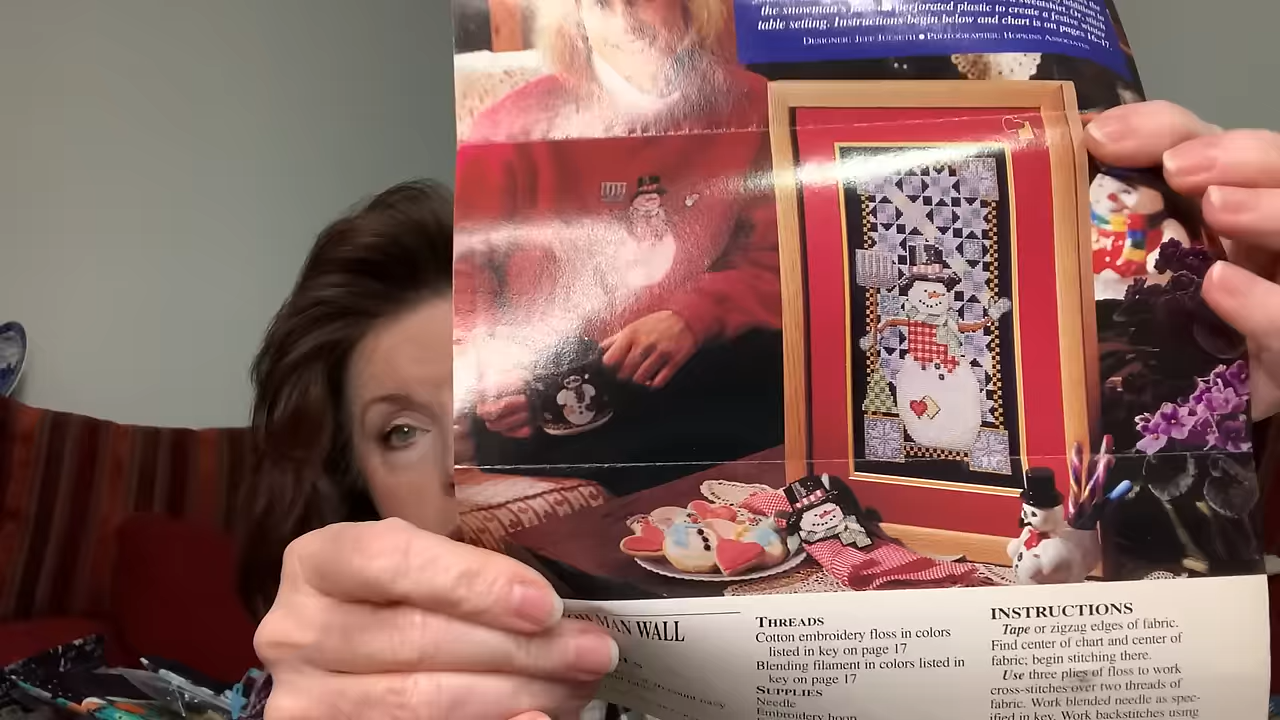 the snowman's face on perforated plastic to create a festive winter
table setting. Instructions begin below and chart is on pages 16–17.
DESIGNER: JEFF JULSETH • PHOTOGRAPHER: HOPKINS ASSOCIATES
MAN WALL
THREADS
Cotton embroidery floss in colors
listed in key on page 17
Blending filament in colors listed in
key on page 17
SUPPLIES
Needle
Embroidery hoop
INSTRUCTIONS
Tape or zigzag edges of fabric.
Find center of chart and center of
fabric; begin stitching there.
Use three plies of floss to work
cross-stitches over two threads of
fabric. Work blended needle as spec-
ified in key. Work backstitches using